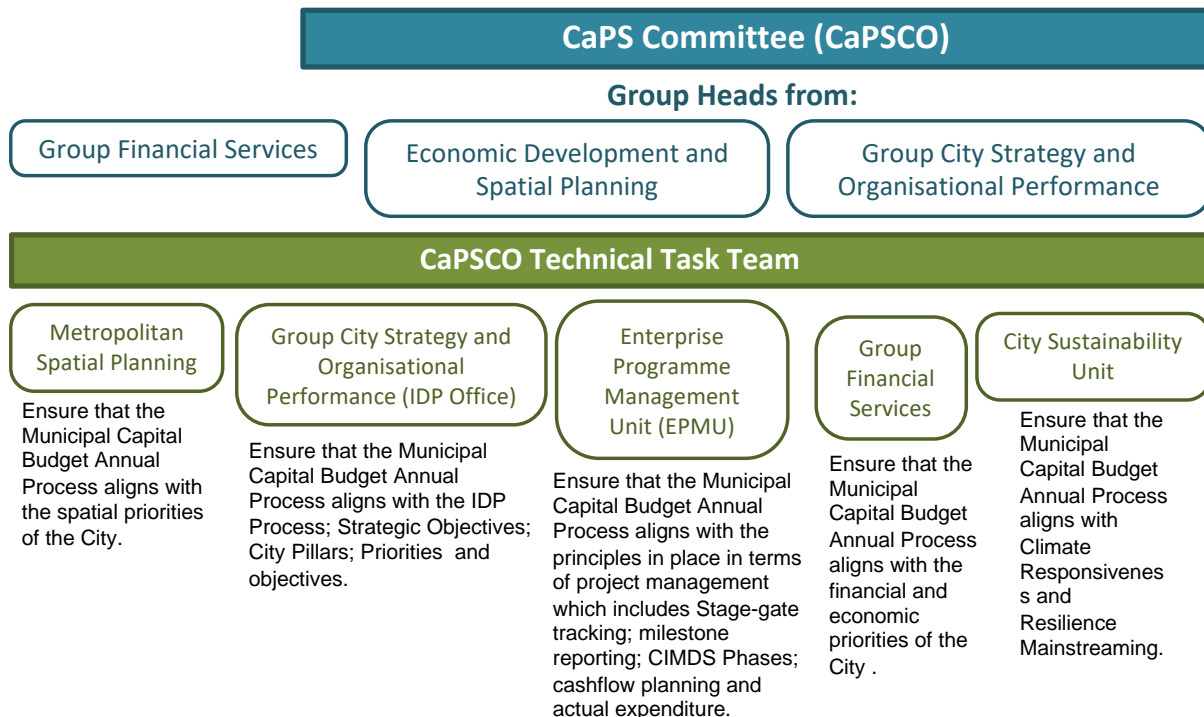 CaPS Committee (CaPSCO)
Group Heads from:
Group Financial Services
Economic Development and
Spatial Planning
Group City Strategy and
Organisational Performance
CaPSCO Technical Task Team
Metropolitan
Spatial Planning
Ensure that the
Municipal Capital
Budget Annual
Process aligns with
the spatial priorities
of the City.
Group City Strategy and
Organisational
Performance (IDP Office)
Ensure that the Municipal
Capital Budget Annual
Process aligns with the IDP
Process; Strategic Objectives;
City Pillars; Priorities and
objectives.
Enterprise
Programme
Management
Unit (EPMU)
Ensure that the Municipal
Capital Budget Annual
Process aligns with the
principles in place in terms
of project management
which includes Stage-gate
tracking; milestone
reporting; CIMDS Phases;
cashflow planning and
actual expenditure.
Group
Financial
Services
Ensure that the
Municipal
Capital Budget
Annual Process
aligns with the
financial and
economic
priorities of the
City .
City Sustainability
Unit
Ensure that the
Municipal
Capital Budget
Annual Process
aligns with
Climate
Responsivenes
s and
Resilience
Mainstreaming.